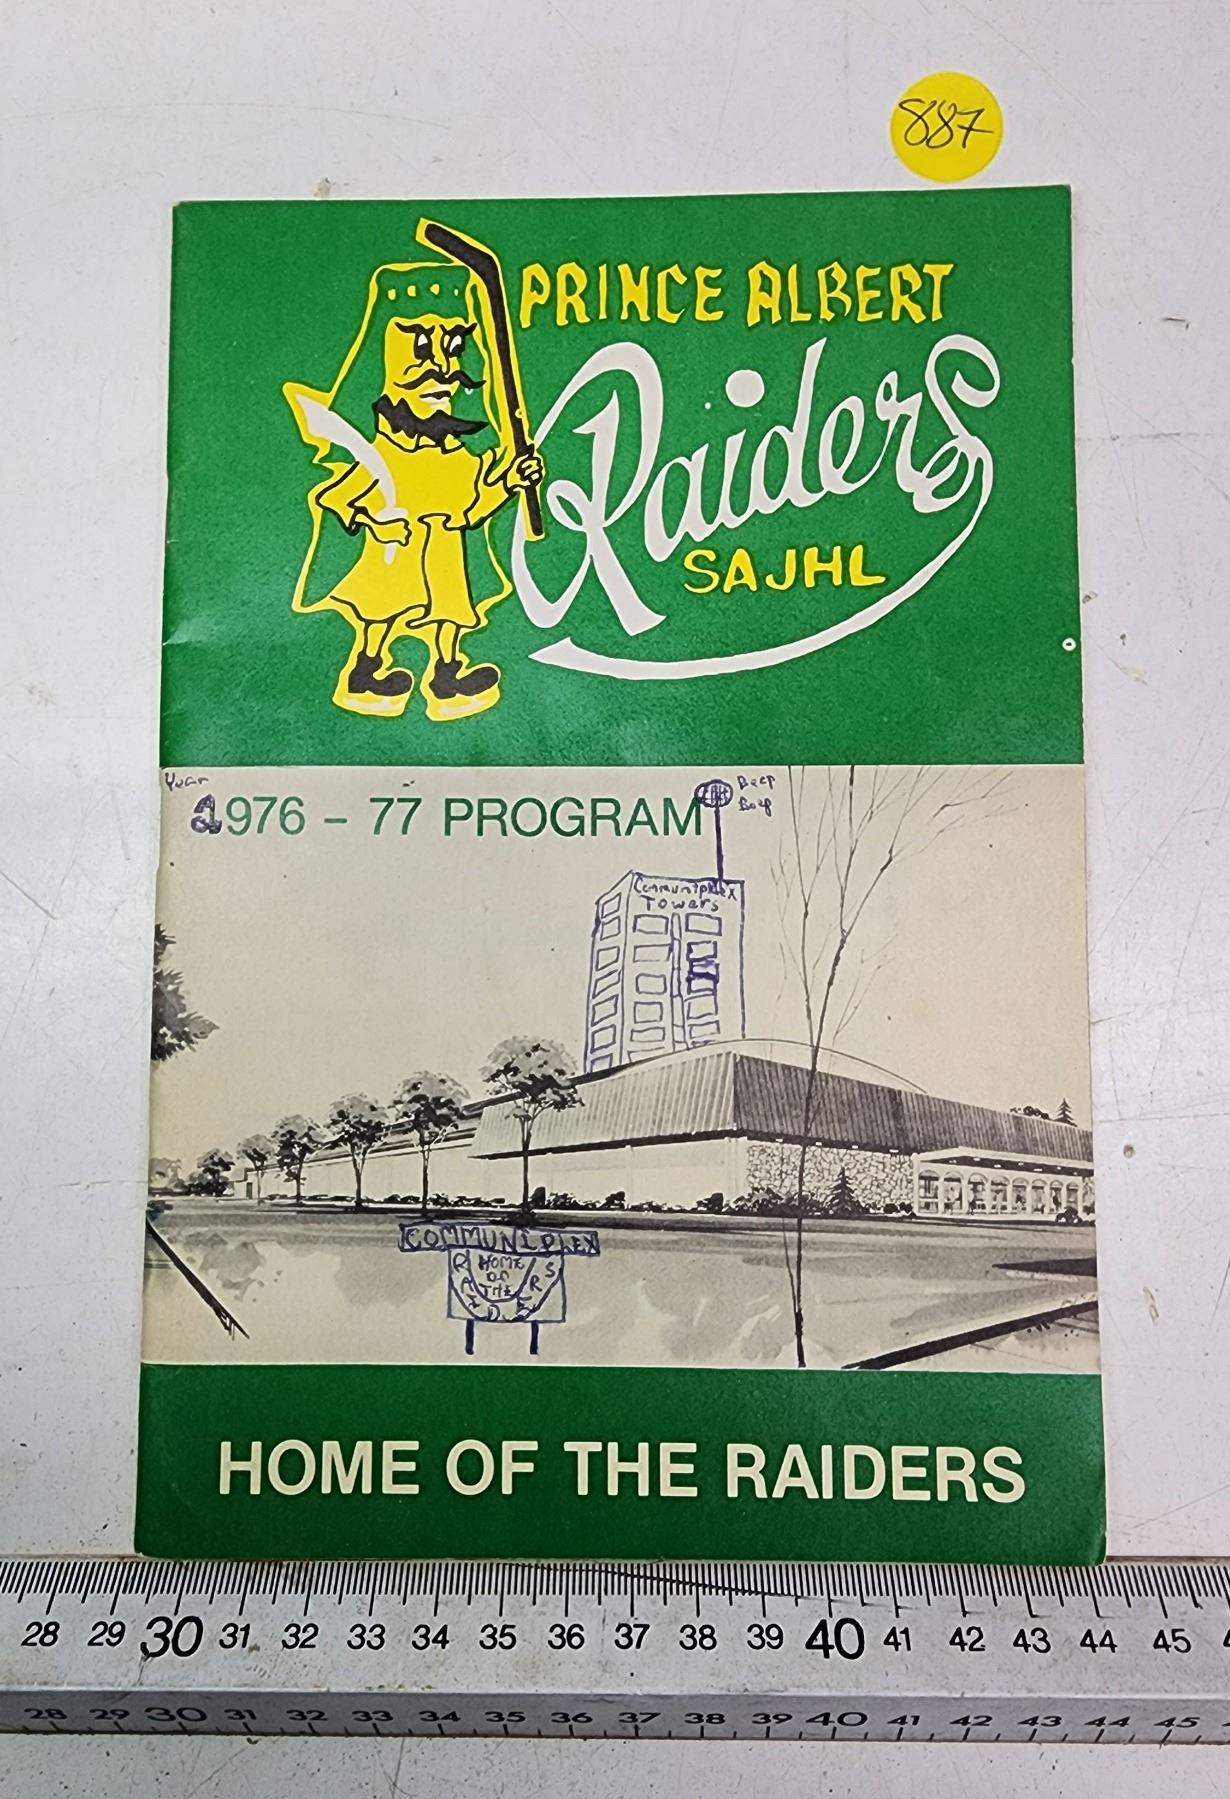 887
PRINCE ALBERT
Raiders
SAJHL
Year
1976 - 77 PROGRAM
Beep
Communiplex
Towers
COMMUNIPLEX
HOME
OF
THE
RAIDERS
HOME OF THE RAIDERS
28 29 30 31 32 33 34 35 36 37 38 39 40 41 42 43 44 45
28 29 30 31 32 33 34 35 36 37 38 39 40 41 42 43 44 45